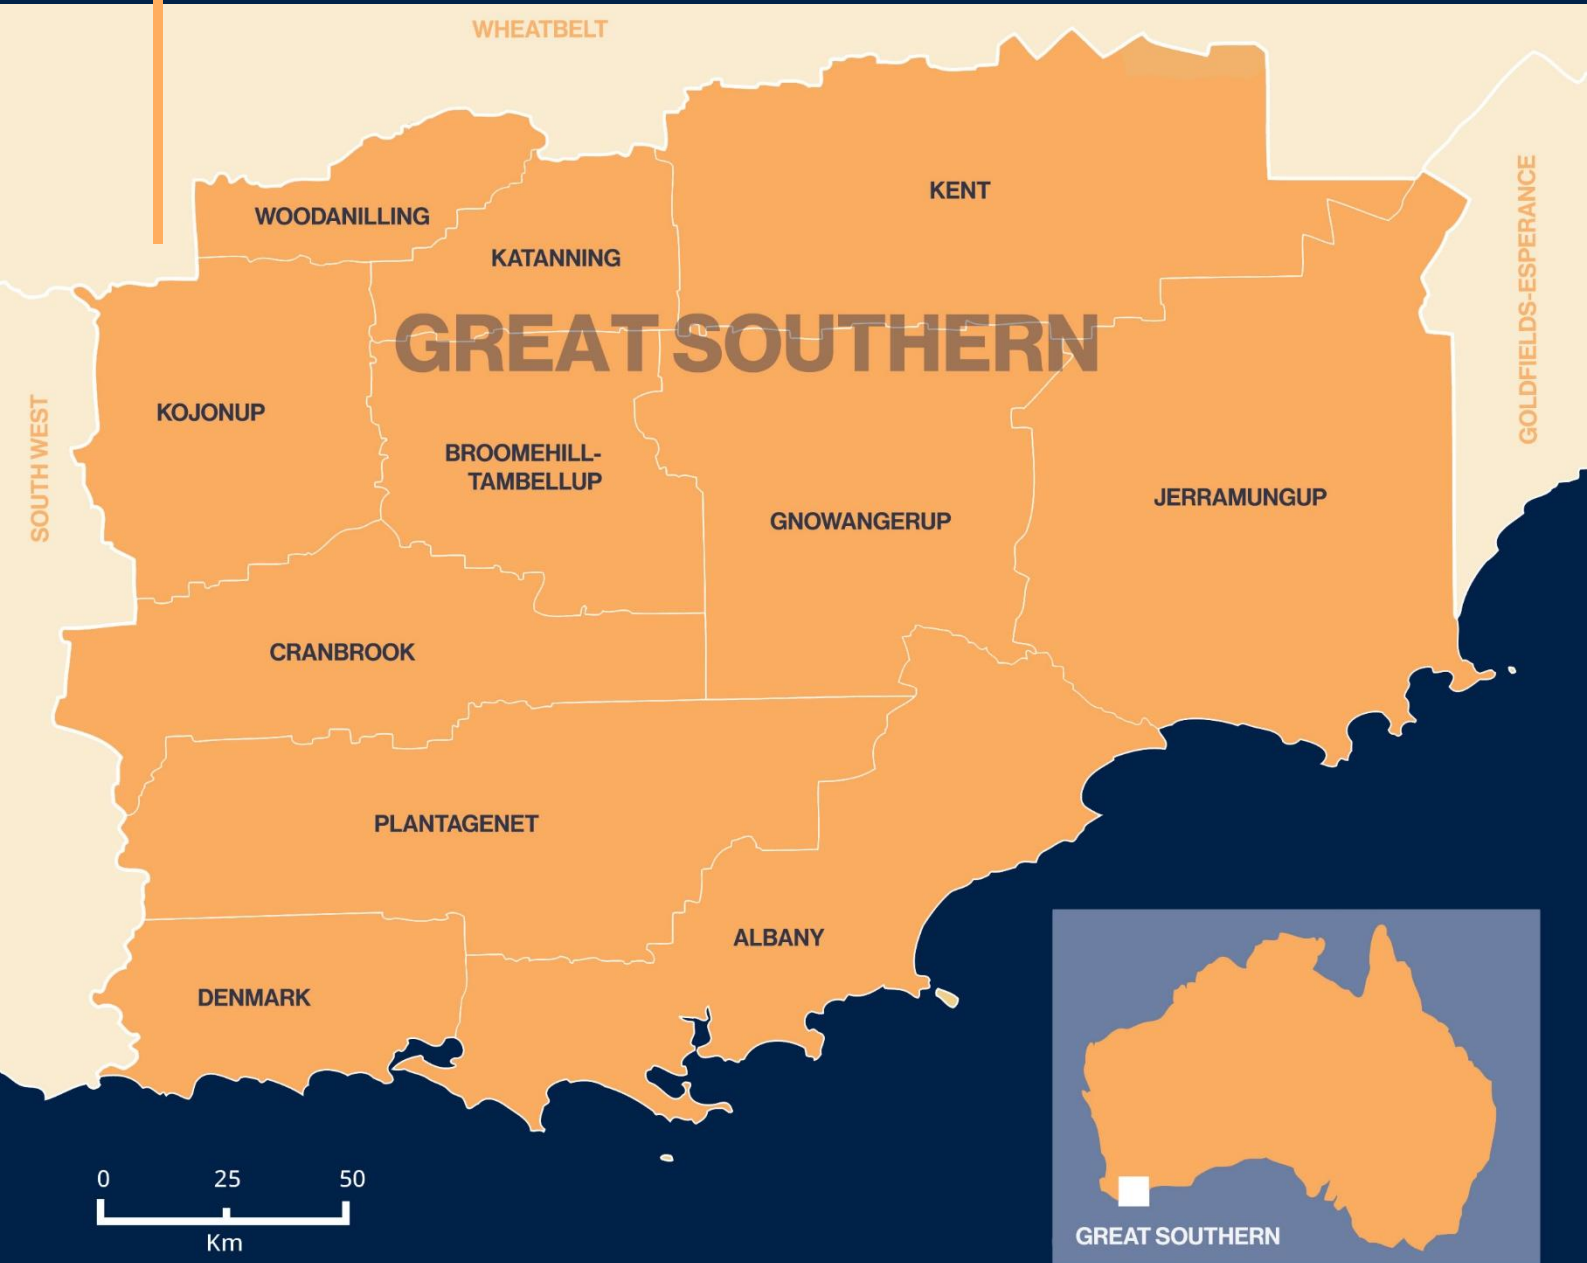 WHEATBELT
KENT
WOODANILLING
KATANNING
GOLDFIELDS-ESPERANCE
GREAT SOUTHERN
SOUTH WEST
KOJONUP
BROOMEHILL-
TAMBELLUP
JERRAMUNGUP
GNOWANGERUP
CRANBROOK
PLANTAGENET
ALBANY
DENMARK
0 25 50
Km
GREAT SOUTHERN